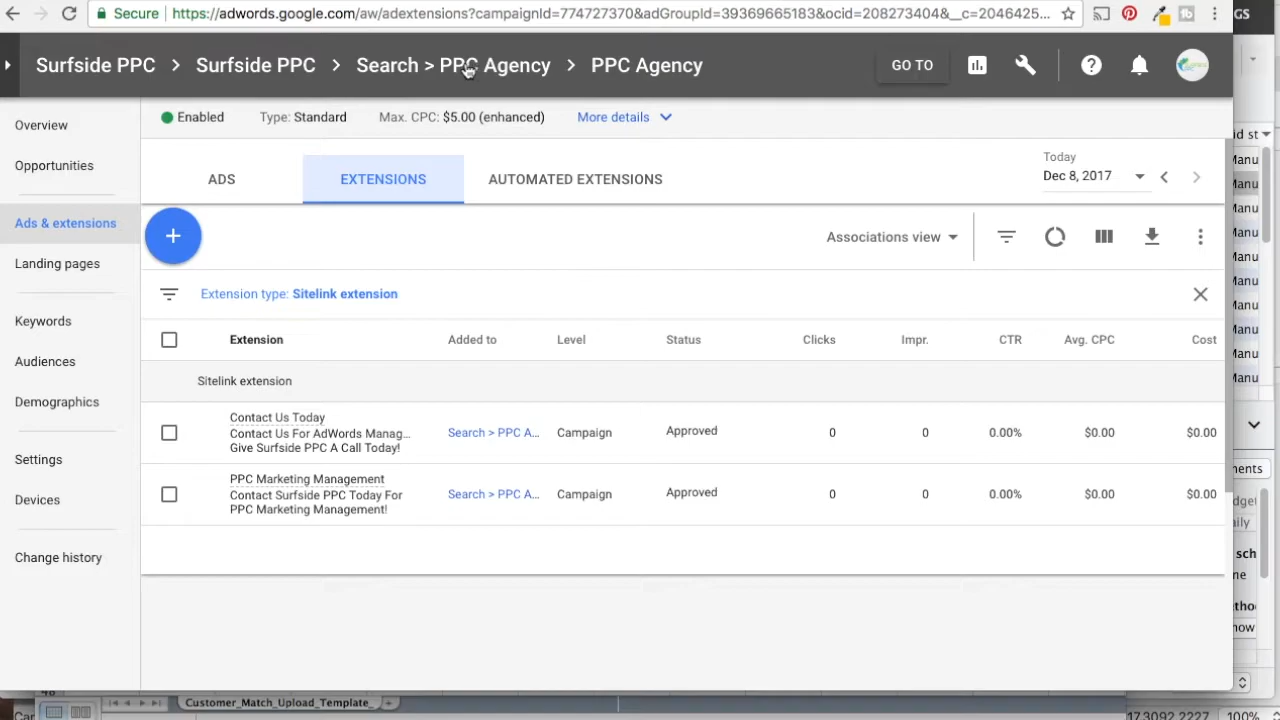 Secure
https://adwords.google.com/aw/adextensions?campaignId=774727370&adGroupId=39369665183&ocid=208273404&__c=2046425...
GS
Surfside PPC > Surfside PPC > Search > PPC Agency > PPC Agency
GO TO
Enabled Type: Standard Max. CPC: $5.00 (enhanced) More details
Overview
Opportunities
Ads & extensions
Landing pages
Keywords
Audiences
Demographics
Settings
Devices
Change history
ADS EXTENSIONS AUTOMATED EXTENSIONS
Today
Dec 8, 2017
Associations view
Extension type: Sitelink extension
Extension Added to Level Status Clicks Impr. CTR Avg. CPC Cost
Sitelink extension
Contact Us Today
Contact Us For AdWords Manag...
Give Surfside PPC A Call Today!
Search > PPC A... Campaign Approved 0 0 0.00% $0.00 $0.00
PPC Marketing Management
Contact Surfside PPC Today For
PPC Marketing Management!
Search > PPC A... Campaign Approved 0 0 0.00% $0.00 $0.00
Customer_Match_Upload_Template_
100%